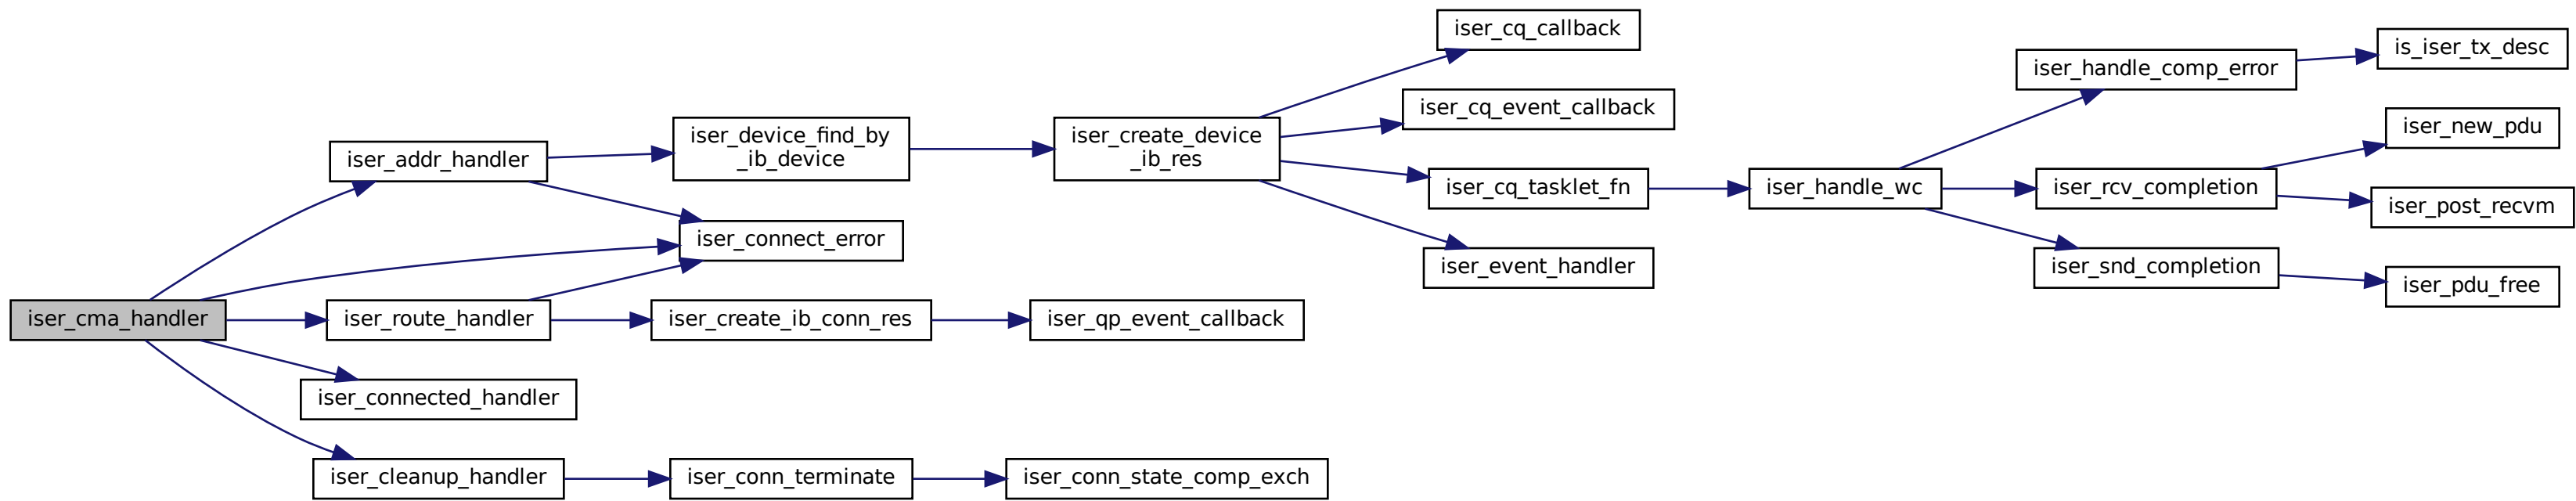 iser_cma_handler
iser_addr_handler
iser_device_find_by
_ib_device
iser_create_device
_ib_res
iser_cq_callback
iser_cq_event_callback
iser_cq_tasklet_fn
iser_handle_wc
iser_handle_comp_error
is_iser_tx_desc
iser_rcv_completion
iser_new_pdu
iser_post_recvm
iser_snd_completion
iser_pdu_free
iser_event_handler
iser_connect_error
iser_route_handler
iser_create_ib_conn_res
iser_qp_event_callback
iser_connected_handler
iser_cleanup_handler
iser_conn_terminate
iser_conn_state_comp_exch